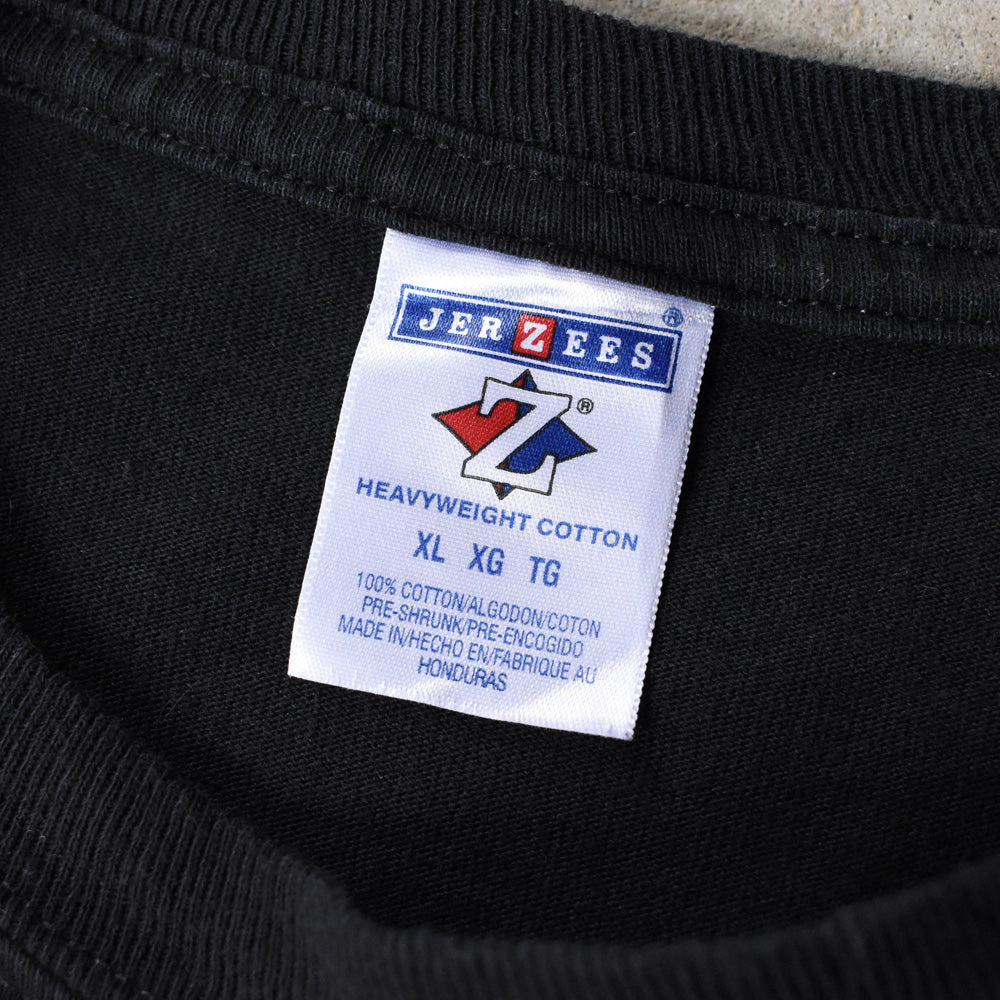 JERZEES ®
Z ®
HEAVYWEIGHT COTTON
XL XG TG
100% COTTON/ALGODON/COTON
PRE-SHRUNK/PRE-ENCOGIDO
MADE IN/HECHO EN/FABRIQUE AU
HONDURAS